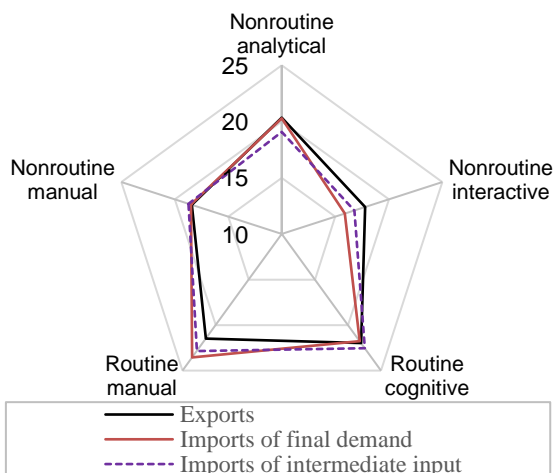 Nonroutine
analytical
25
20
15
10
Nonroutine
manual
Nonroutine
interactive
Routine
manual
Routine
cognitive
Exports
Imports of final demand
Imports of intermediate input